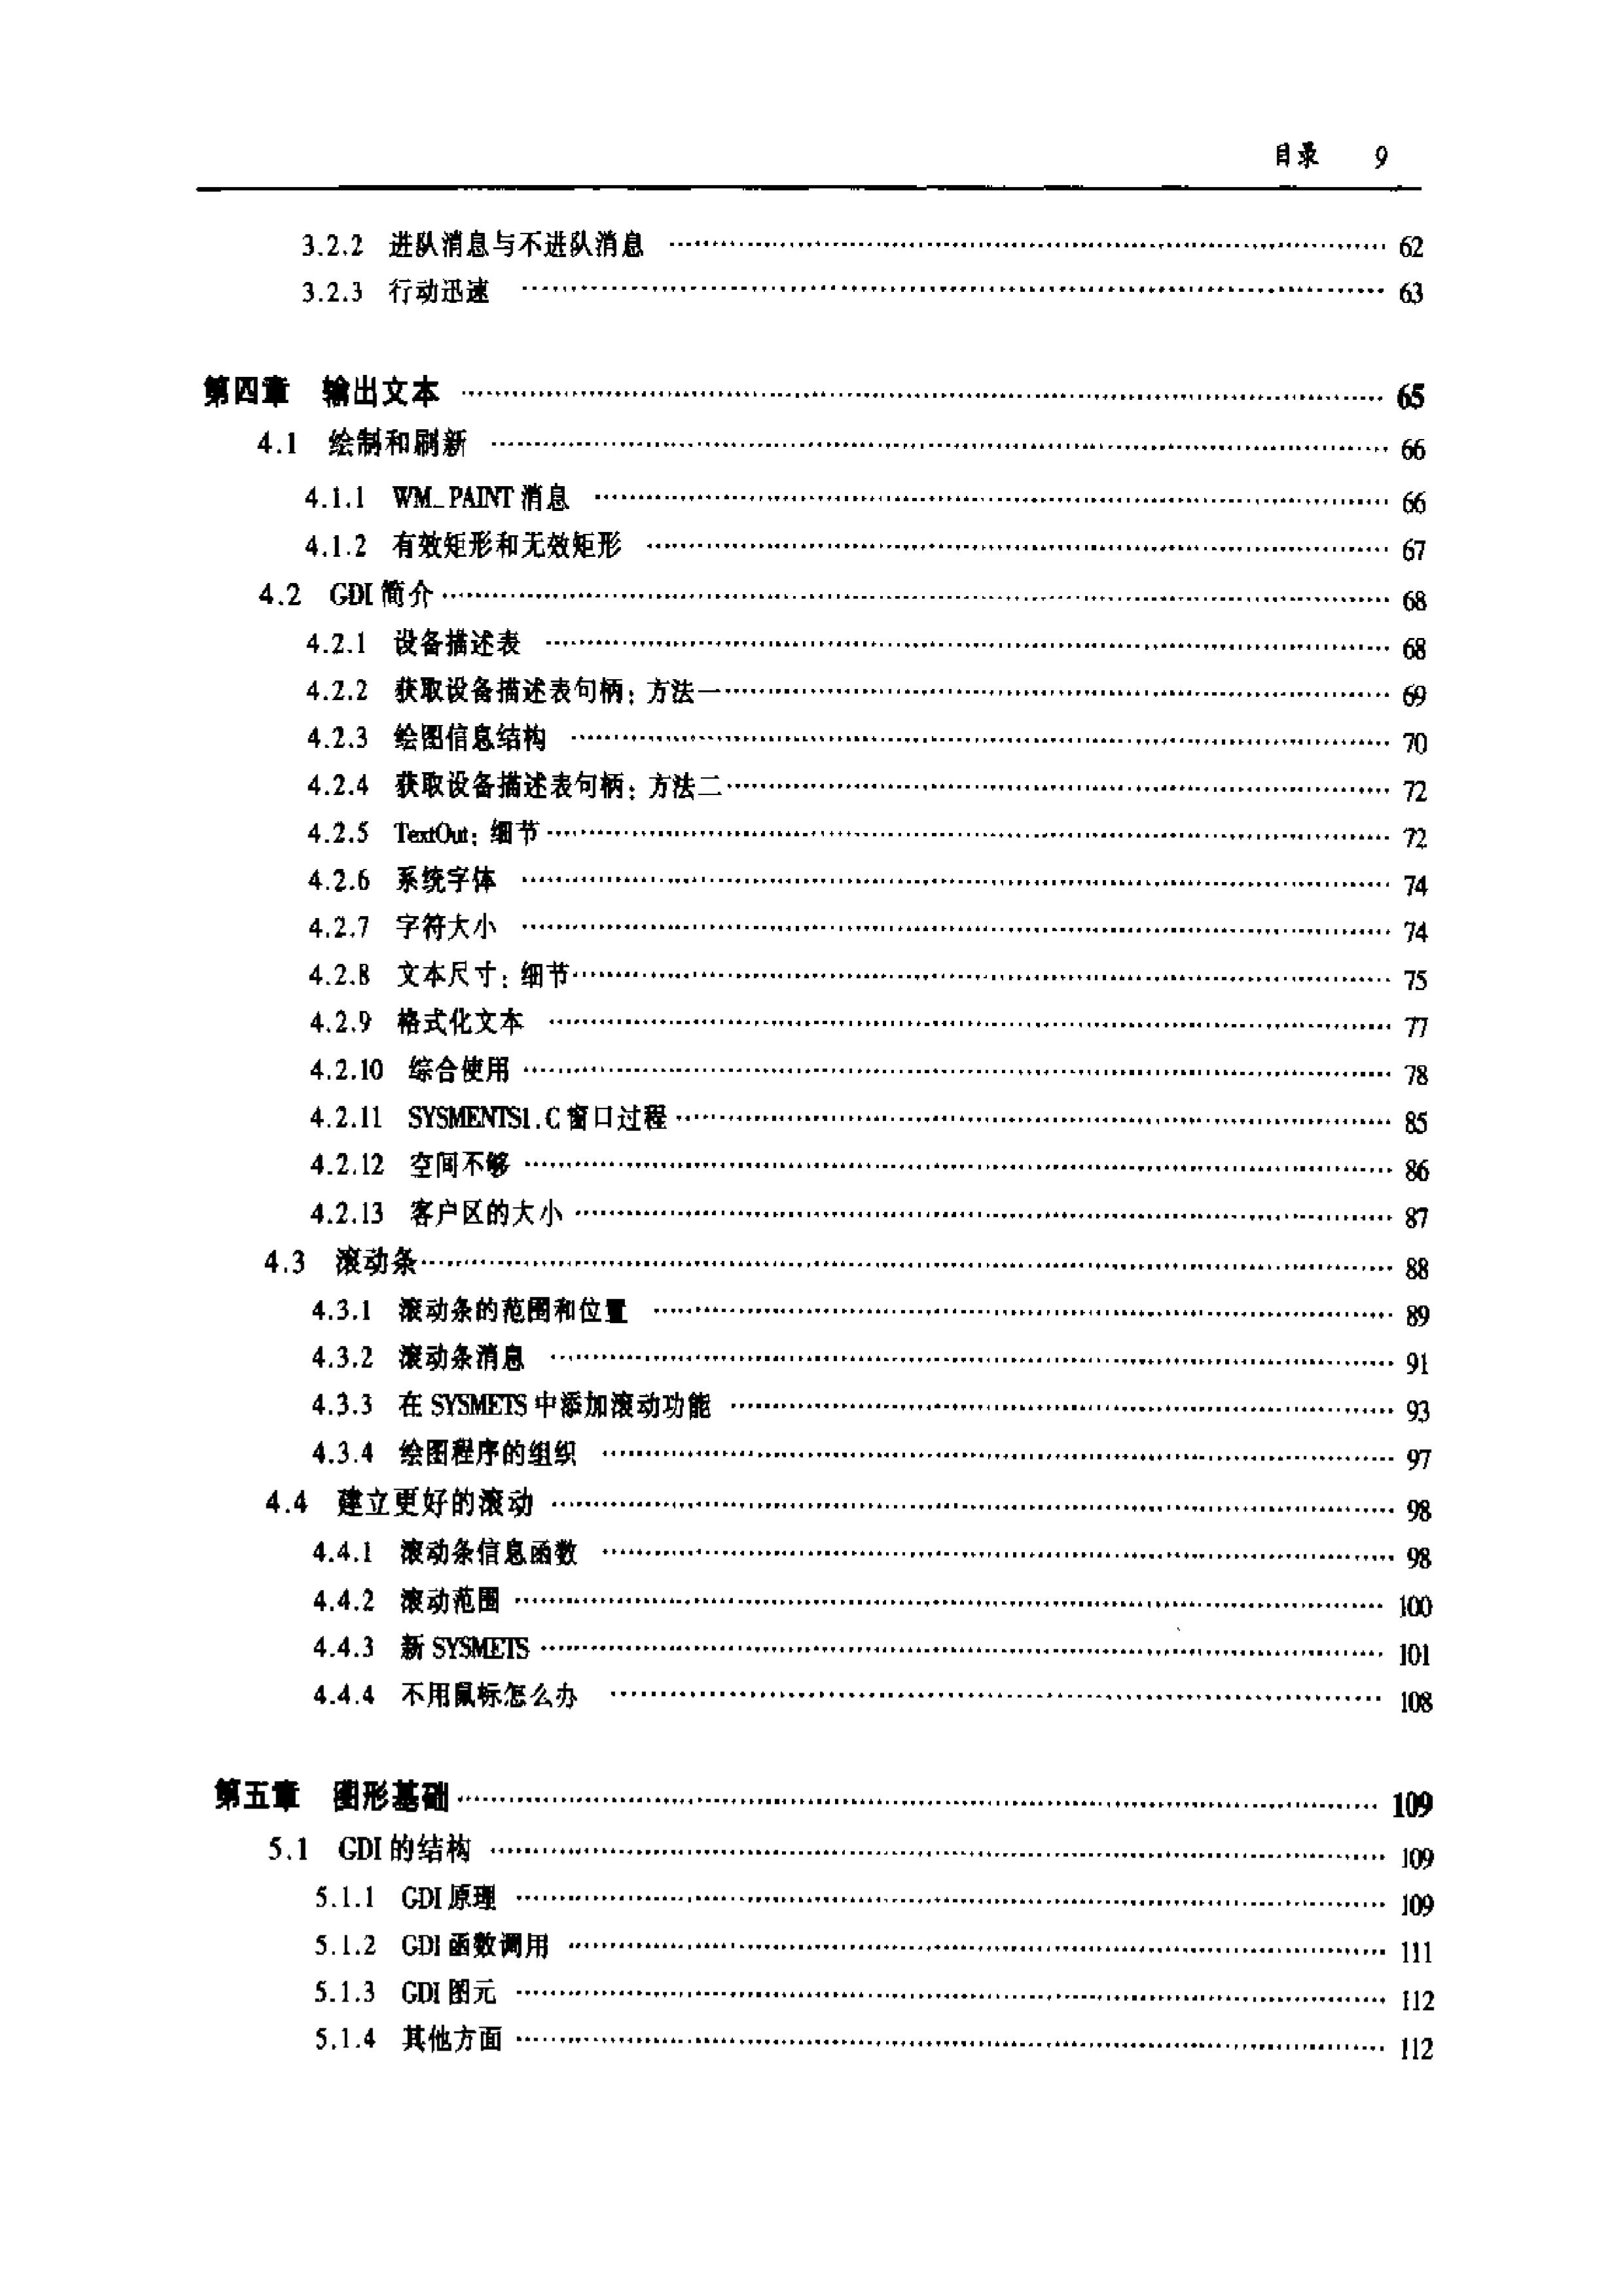 目录 9
3.2.2 进队消息与不进队消息 …… 62
3.2.3 行动迅速 …… 63
第四章 输出文本 …… 65
4.1 绘制和刷新 …… 66
4.1.1 WM_PAINT 消息 …… 66
4.1.2 有效矩形和无效矩形 …… 67
4.2 GDI 简介 …… 68
4.2.1 设备描述表 …… 68
4.2.2 获取设备描述表句柄：方法一 …… 69
4.2.3 绘图信息结构 …… 70
4.2.4 获取设备描述表句柄：方法二 …… 72
4.2.5 TextOut：细节 …… 72
4.2.6 系统字体 …… 74
4.2.7 字符大小 …… 74
4.2.8 文本尺寸：细节 …… 75
4.2.9 格式化文本 …… 77
4.2.10 综合使用 …… 78
4.2.11 SYSMENTS1.C 窗口过程 …… 85
4.2.12 空间不够 …… 86
4.2.13 客户区的大小 …… 87
4.3 滚动条 …… 88
4.3.1 滚动条的范围和位置 …… 89
4.3.2 滚动条消息 …… 91
4.3.3 在 SYSMETS 中添加滚动功能 …… 93
4.3.4 绘图程序的组织 …… 97
4.4 建立更好的滚动 …… 98
4.4.1 滚动条信息函数 …… 98
4.4.2 滚动范围 …… 100
4.4.3 新 SYSMETS …… 101
4.4.4 不用鼠标怎么办 …… 108
第五章 图形基础 …… 109
5.1 GDI 的结构 …… 109
5.1.1 GDI 原理 …… 109
5.1.2 GDI 函数调用 …… 111
5.1.3 GDI 图元 …… 112
5.1.4 其他方面 …… 112